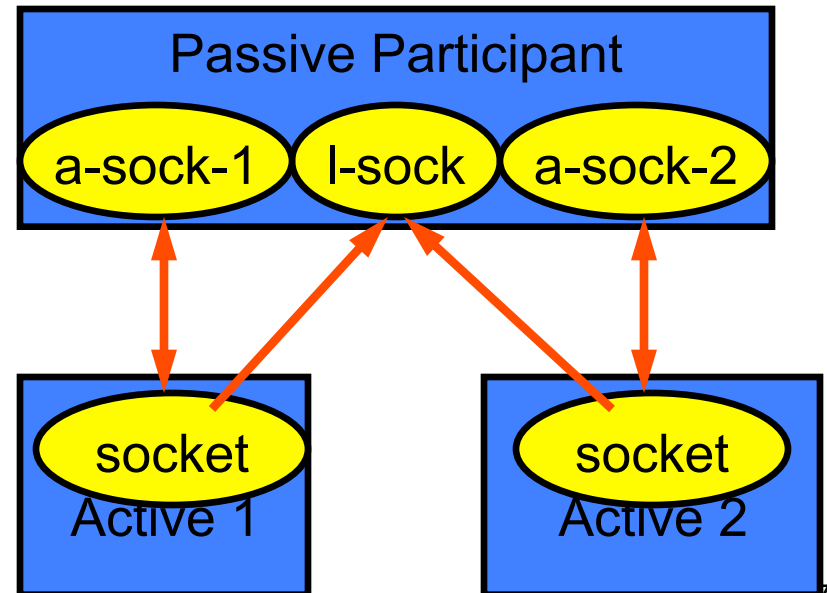 Passive Participant
a-sock-1 l-sock a-sock-2
socket socket
Active 1 Active 2